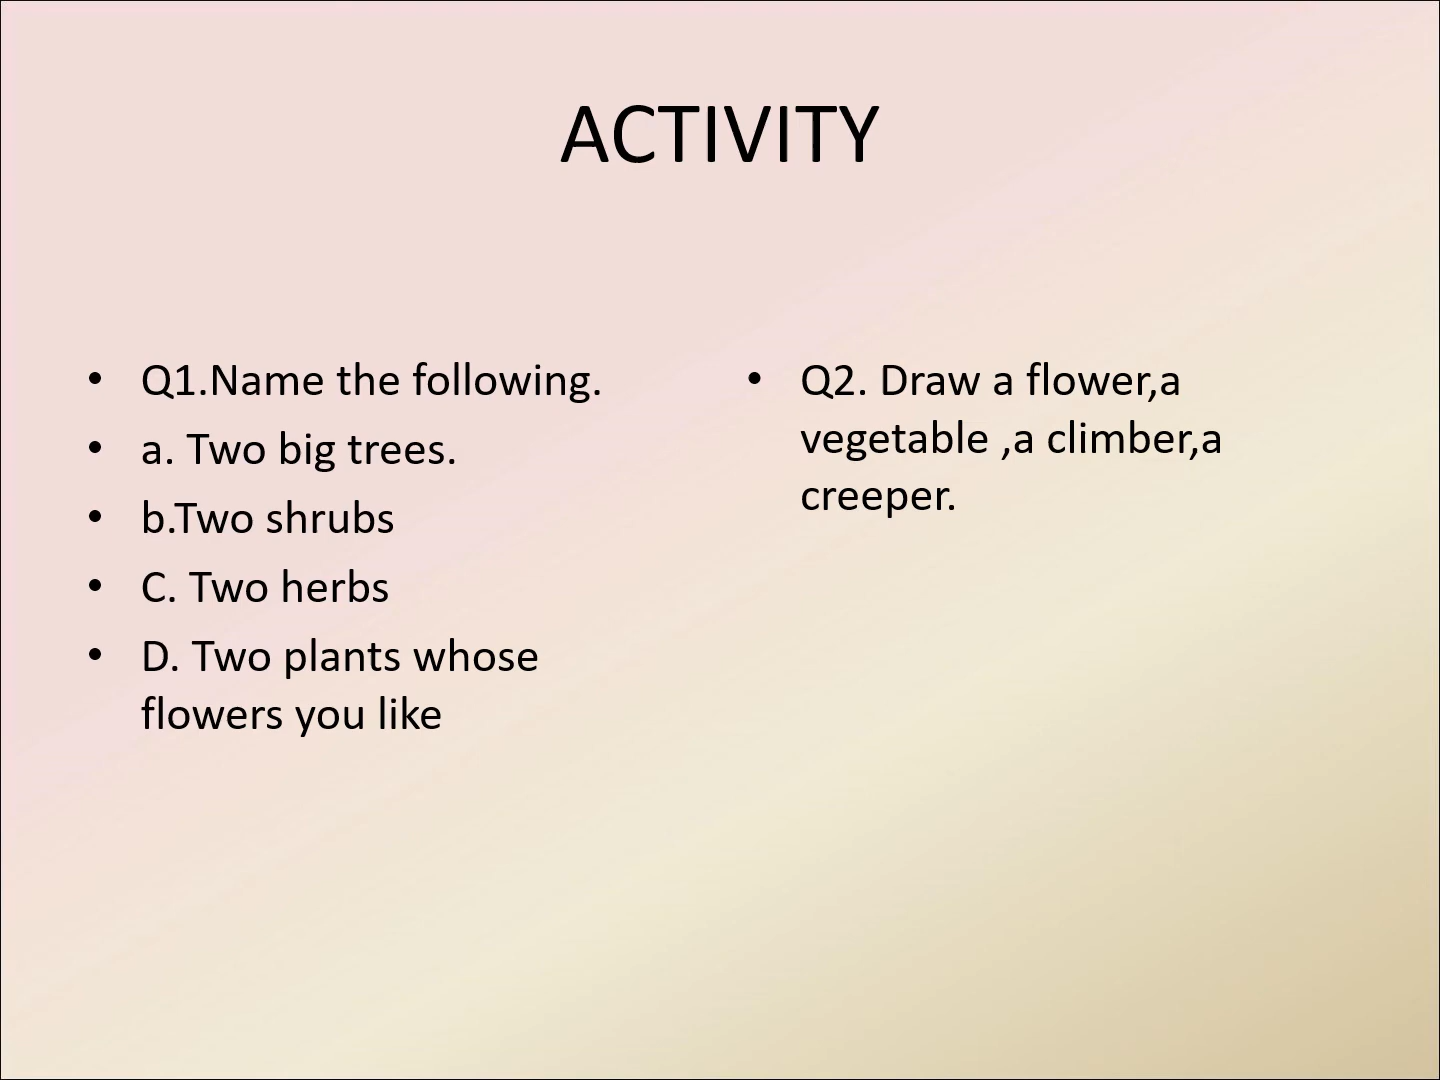 ACTIVITY
• Q1.Name the following.
• a. Two big trees.
• b.Two shrubs
• C. Two herbs
• D. Two plants whose
flowers you like
• Q2. Draw a flower,a
vegetable ,a climber,a
creeper.